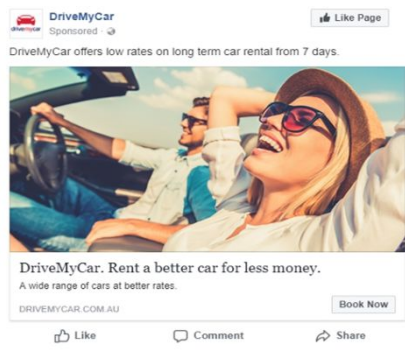 DriveMyCar
Like Page
Sponsored ·
drivemycar
DriveMyCar offers low rates on long term car rental from 7 days.
DriveMyCar. Rent a better car for less money.
A wide range of cars at better rates.
Book Now
DRIVEMYCAR.COM.AU
Like Comment Share